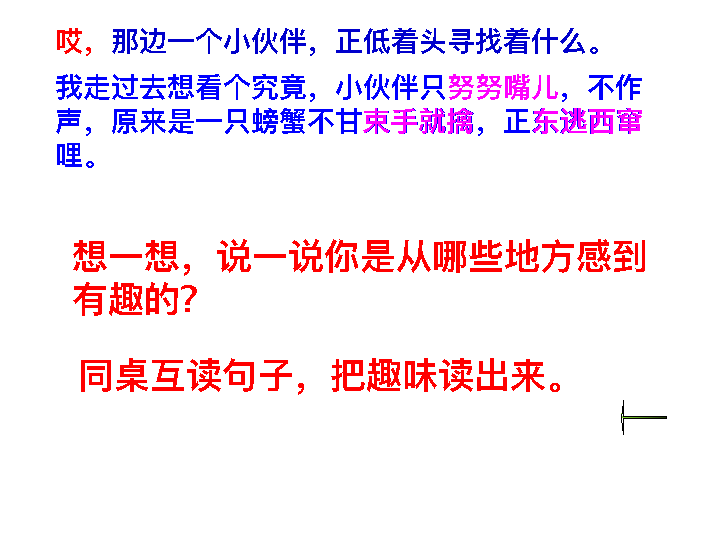 哎，那边一个小伙伴，正低着头寻找着什么。
我走过去想看个究竟，小伙伴只努努嘴儿，不作
声，原来是一只螃蟹不甘束手就擒，正东逃西窜
哩。
想一想，说一说你是从哪些地方感到
有趣的？
同桌互读句子，把趣味读出来。